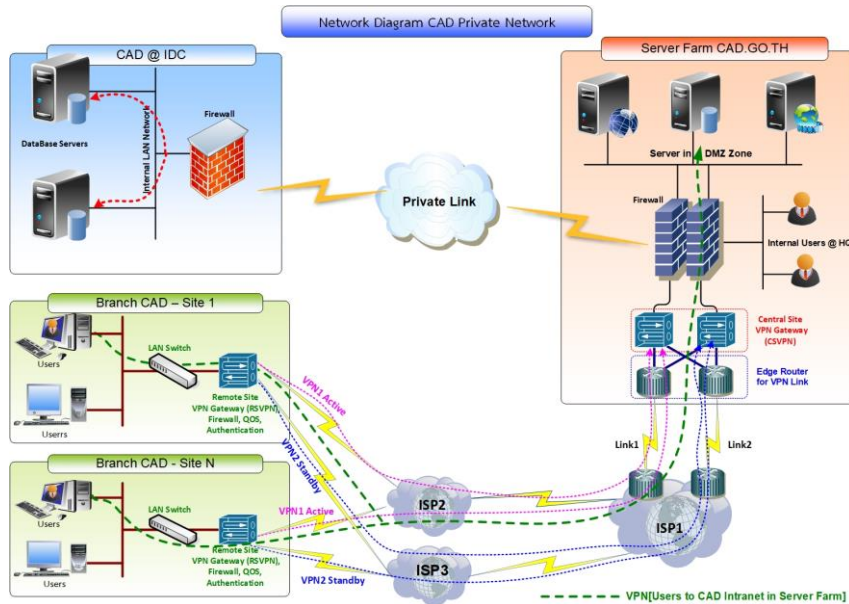 Network Diagram CAD Private Network
CAD @ IDC
DataBase Servers
Internal LAN Network
Firewall
Private Link
Server Farm CAD.GO.TH
Server in DMZ Zone
Firewall
Internal Users @ HQ
Central Site
VPN Gateway
(CSVPN)
Edge Router
for VPN Link
Link1
Link2
Branch CAD – Site 1
Users
LAN Switch
Userrs
Remote Site
VPN Gateway (RSVPN),
Firewall, QOS,
Authentication
VPN1 Active
VPN2 Standby
Branch CAD - Site N
Users
LAN Switch
Userrs
Remote Site
VPN Gateway (RSVPN),
Firewall, QOS,
Authentication
VPN1 Active
VPN2 Standby
ISP2
ISP3
ISP1
VPN[Users to CAD Intranet in Server Farm]